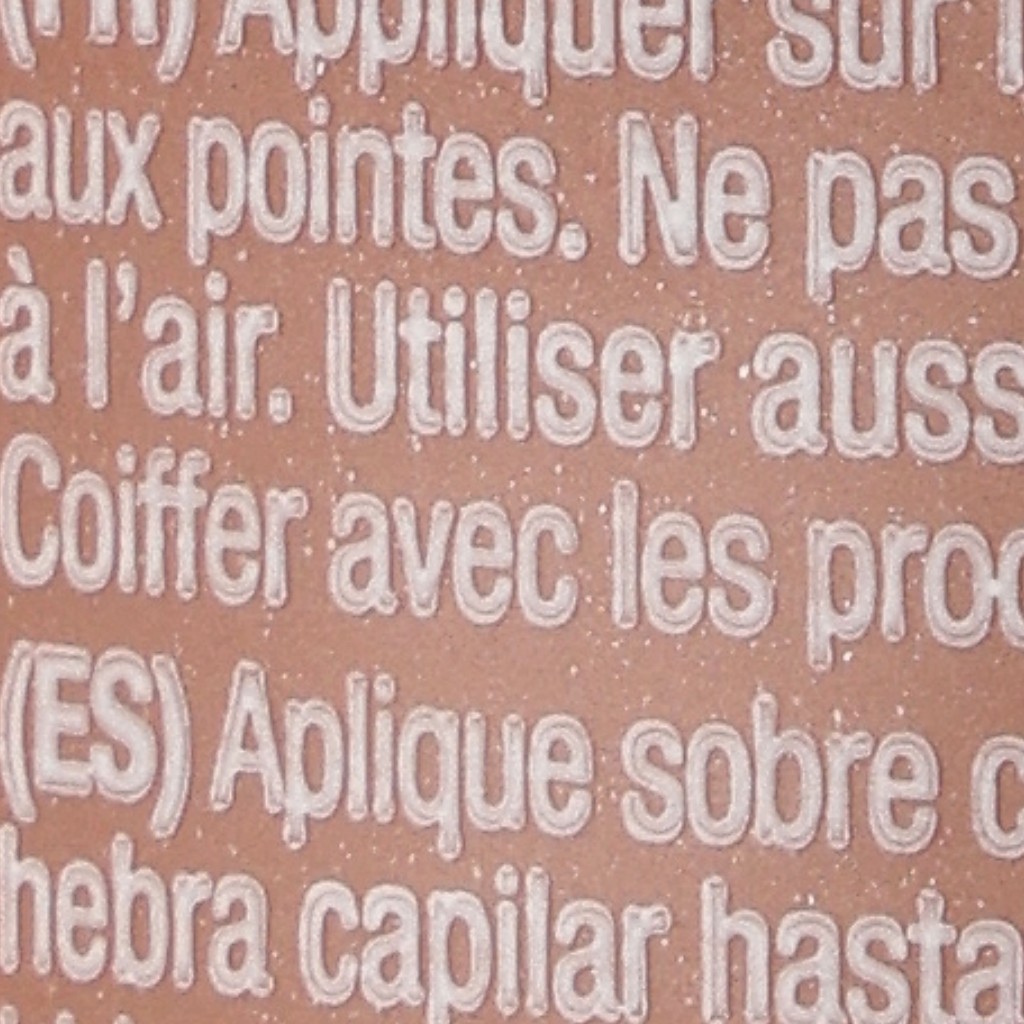 (FR) Appliquer sur l
aux pointes. Ne pas
à l'air. Utiliser auss
Coiffer avec les proc
(ES) Aplique sobre c
hebra capilar hasta